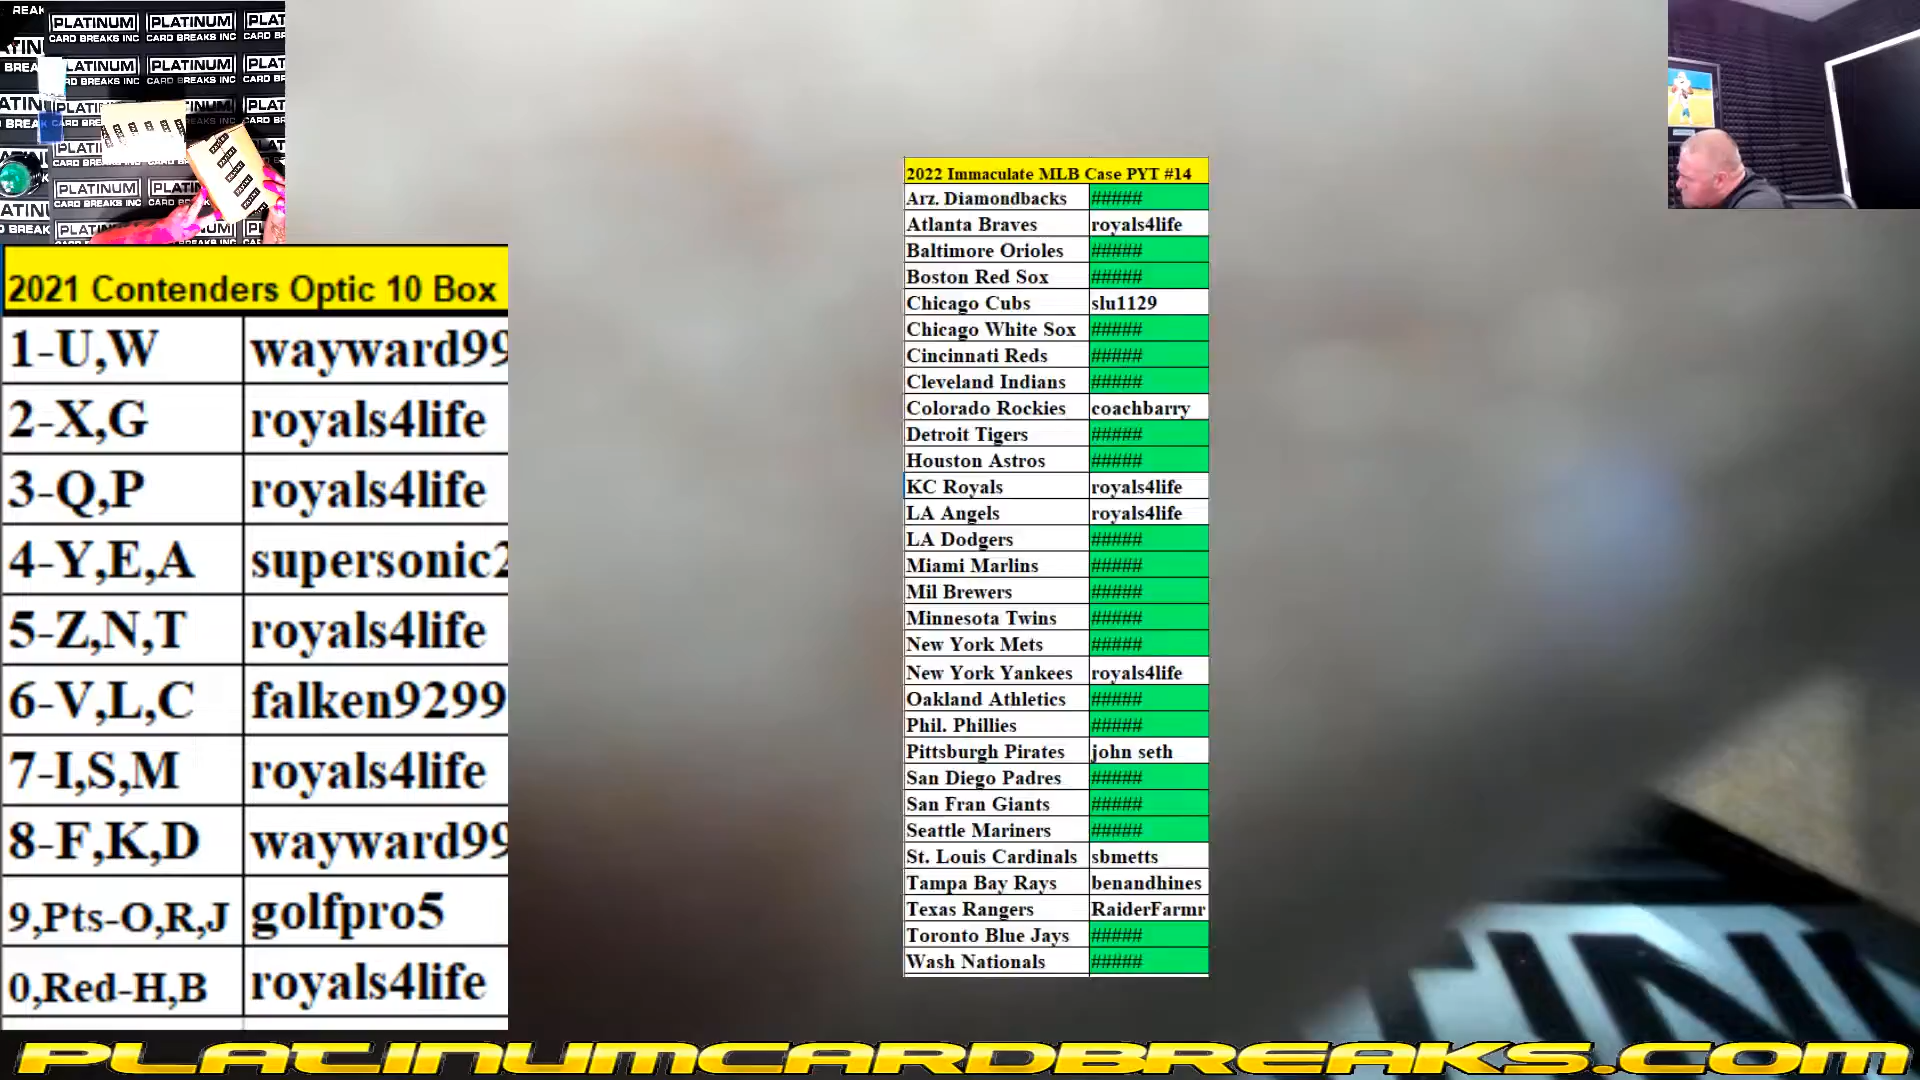 PLATINUM
CARD BREAKS INC
2021 Contenders Optic 10 Box
1-U,W wayward99
2-X,G royals4life
3-Q,P royals4life
4-Y,E,A supersonic2
5-Z,N,T royals4life
6-V,L,C falken9299
7-I,S,M royals4life
8-F,K,D wayward99
9,Pts-O,R,J golfpro5
0,Red-H,B royals4life
2022 Immaculate MLB Case PYT #14
Arz. Diamondbacks #####
Atlanta Braves royals4life
Baltimore Orioles #####
Boston Red Sox #####
Chicago Cubs slu1129
Chicago White Sox #####
Cincinnati Reds #####
Cleveland Indians #####
Colorado Rockies coachbarry
Detroit Tigers #####
Houston Astros #####
KC Royals royals4life
LA Angels royals4life
LA Dodgers #####
Miami Marlins #####
Mil Brewers #####
Minnesota Twins #####
New York Mets #####
New York Yankees royals4life
Oakland Athletics #####
Phil. Phillies #####
Pittsburgh Pirates john seth
San Diego Padres #####
San Fran Giants #####
Seattle Mariners #####
St. Louis Cardinals sbmetts
Tampa Bay Rays benandhines
Texas Rangers RaiderFarmr
Toronto Blue Jays #####
Wash Nationals #####
PLATINUMCARDBREAKS.COM